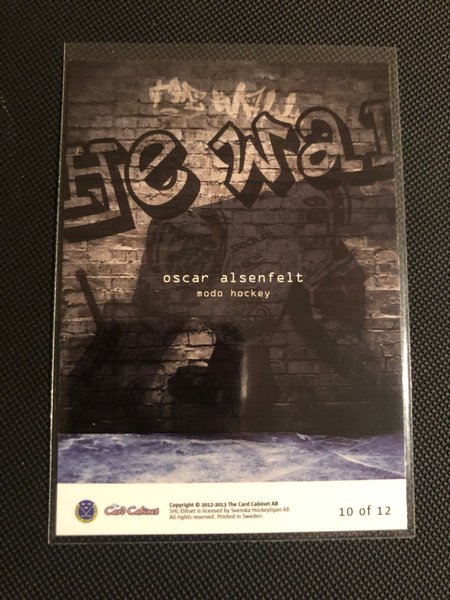 THE WALL
The Wall
oscar alsenfelt
modo hockey
Card Cabinet
Copyright © 2012-2013 The Card Cabinet AB
SHL Elitset is licensed by Svenska Hockeyligan AB
All rights reserved. Printed in Sweden.
10 of 12